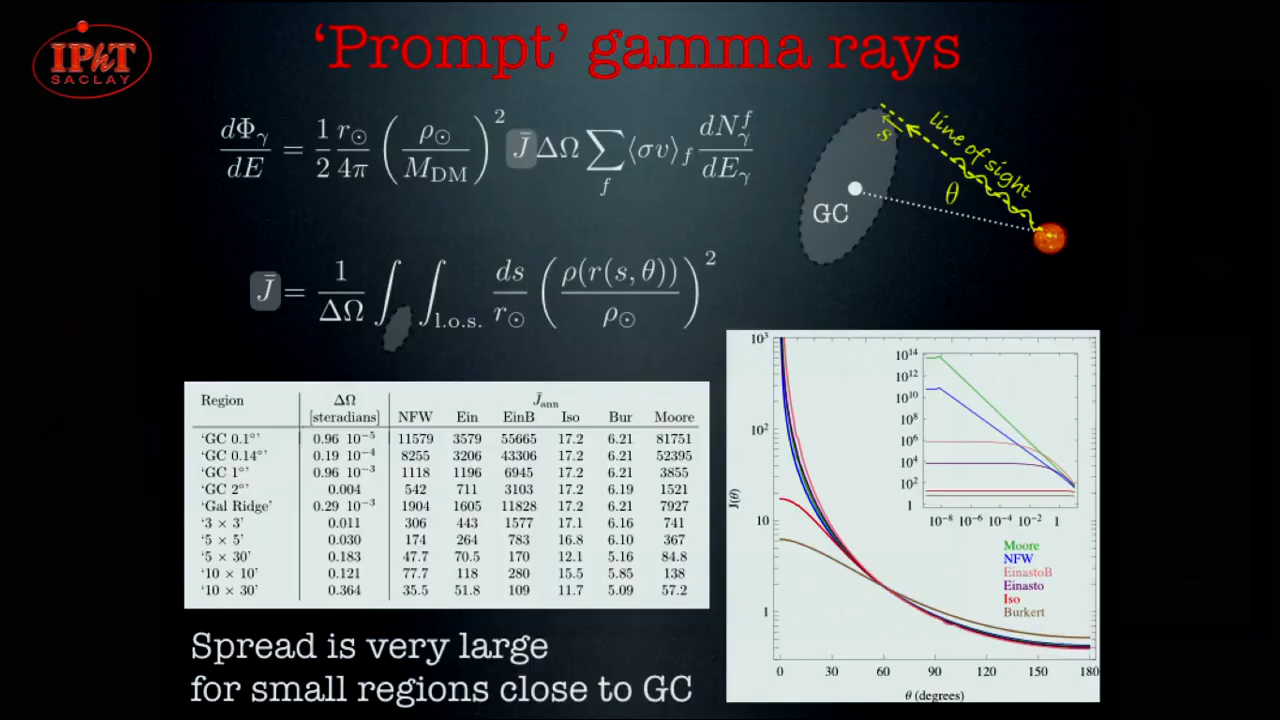 IPhT
SACLAY
‘Prompt’ gamma rays
dΦγ/dE = 1/2 r⊙/4π (ρ⊙/M_DM)² J̄ ΔΩ ∑_f ⟨σv⟩_f dN_γ^f/dE_γ
line of sight
s
GC
θ
J̄ = 1/ΔΩ ∫ ∫_l.o.s. ds/r⊙ (ρ(r(s, θ))/ρ⊙)²
Region ΔΩ [steradians] J̄ann
NFW Ein EinB Iso Bur Moore
‘GC 0.1°’ 0.96 10⁻⁵ 11579 3579 55665 17.2 6.21 81751
‘GC 0.14°’ 0.19 10⁻⁴ 8255 3206 43306 17.2 6.21 52395
‘GC 1°’ 0.96 10⁻³ 1118 1196 6945 17.2 6.21 3855
‘GC 2°’ 0.004 542 711 3103 17.2 6.19 1521
‘Gal Ridge’ 0.29 10⁻³ 1904 1605 11828 17.2 6.21 7927
‘3 × 3’ 0.011 306 443 1577 17.1 6.16 741
‘5 × 5’ 0.030 174 264 783 16.8 6.10 367
‘5 × 30’ 0.183 47.7 70.5 170 12.1 5.16 84.8
‘10 × 10’ 0.121 77.7 118 280 15.5 5.85 138
‘10 × 30’ 0.364 35.5 51.8 109 11.7 5.09 57.2
Spread is very large
for small regions close to GC
10³
10²
10
1
J(θ)
10¹⁴
10¹²
10¹⁰
10⁸
10⁶
10⁴
10²
1
10⁻⁸ 10⁻⁶ 10⁻⁴ 10⁻² 1
Moore
NFW
EinastoB
Einasto
Iso
Burkert
0 30 60 90 120 150 180
θ (degrees)